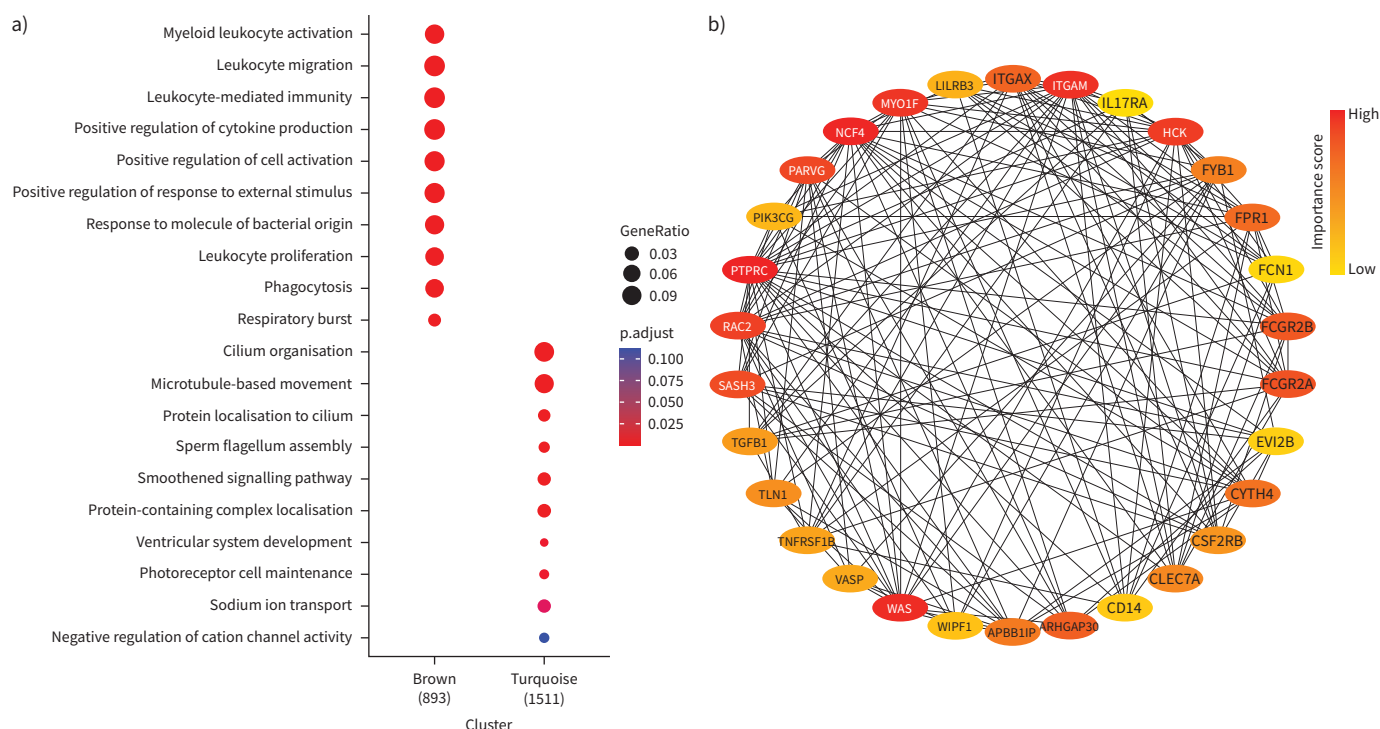 a)
Myeloid leukocyte activation
Leukocyte migration
Leukocyte-mediated immunity
Positive regulation of cytokine production
Positive regulation of cell activation
Positive regulation of response to external stimulus
Response to molecule of bacterial origin
Leukocyte proliferation
Phagocytosis
Respiratory burst
Cilium organisation
Microtubule-based movement
Protein localisation to cilium
Sperm flagellum assembly
Smoothened signalling pathway
Protein-containing complex localisation
Ventricular system development
Photoreceptor cell maintenance
Sodium ion transport
Negative regulation of cation channel activity
Brown
(893)
Turquoise
(1511)
Cluster
GeneRatio
0.03
0.06
0.09
p.adjust
0.100
0.075
0.050
0.025
b)
ITGAX
ITGAM
IL17RA
HCK
FYB1
FPR1
FCN1
FCGR2B
FCGR2A
EVI2B
CYTH4
CSF2RB
CLEC7A
CD14
ARHGAP30
APBB1IP
WIPF1
WAS
VASP
TNFRSF1B
TLN1
TGFB1
SASH3
RAC2
PTPRC
PIK3CG
PARVG
NCF4
MYO1F
LILRB3
High
Importance score
Low